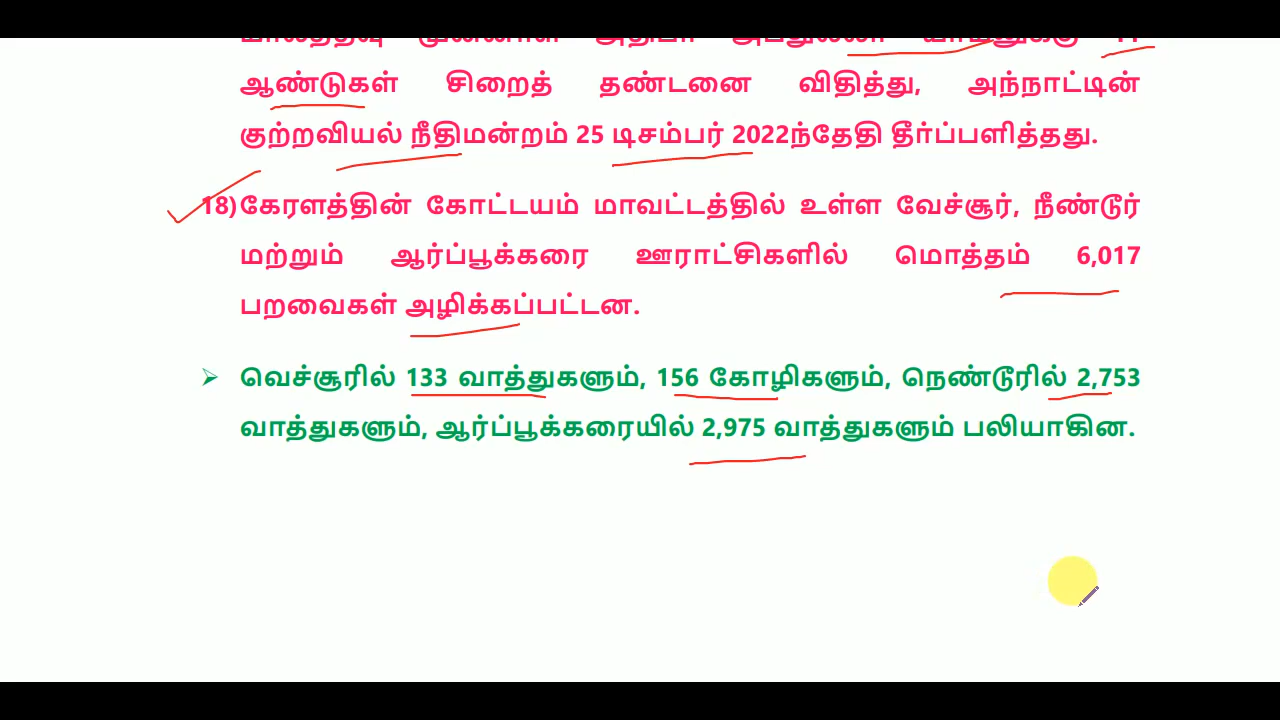 ஆண்டுகள் சிறைத் தண்டனை விதித்து, அந்நாட்டின்
குற்றவியல் நீதிமன்றம் 25 டிசம்பர் 2022ந்தேதி தீர்ப்பளித்தது.
18)கேரளத்தின் கோட்டயம் மாவட்டத்தில் உள்ள வேச்சூர், நீண்டூர்
மற்றும் ஆர்ப்பூக்கரை ஊராட்சிகளில் மொத்தம் 6,017
பறவைகள் அழிக்கப்பட்டன.
➢ வெச்சூரில் 133 வாத்துகளும், 156 கோழிகளும், நெண்டூரில் 2,753
வாத்துகளும், ஆர்ப்பூக்கரையில் 2,975 வாத்துகளும் பலியாகின.